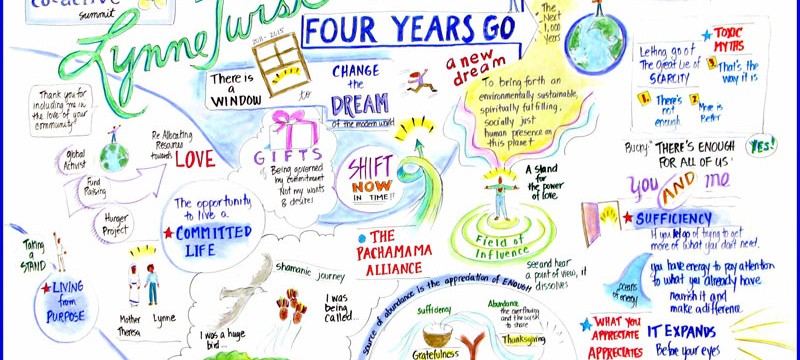 co-active
summit
Lynne Twist
FOUR YEARS GO
2011 - 2015
There is
a WINDOW
to
CHANGE
the
DREAM
of the modern world
a new
dream
The
Next
1,000
Years
To bring forth an
environmentally sustainable,
spiritually fulfilling,
socially just
human presence on
this planet
TOXIC
MYTHS
Letting go of
The Great Lie of
SCARCITY
3 That's the
way it is
1. There's
not
enough
2 More is
Better
Bucky: "THERE'S ENOUGH
FOR ALL OF US"
YES!
you AND me
Thank you for
including me in
the love of your
community
Global
Activist
Re Allocating
Resources
towards
LOVE
Fund
Raising
Hunger
Project
GIFTS
Being governed
by commitment
Not my wants
& desires
SHIFT
NOW
IN TIME!!
A Stand
for the
power
of love
Field of
Influence
The opportunity
to live a
COMMITTED
LIFE
Taking
a STAND
LIVING
from
PURPOSE
Mother
Theresa
Lynne
THE
PACHAMAMA
ALLIANCE
see and hear
a point of view, it
dissolves
SUFFICIENCY
If you let go of trying to get
more of what you don't need,
oceans
of energy
you have energy to pay attention
to what you already have
nourish it and
make a difference.
WHAT YOU
APPRECIATE
APPRECIATES
IT EXPANDS
Before your eyes
shamanic journey
I was
being
called...
I was a huge
bird...
source of abundance is the appreciation of ENOUGH
Sufficiency
Gratefulness
Abundance
the overflowing
and the wish
to share
Thanksgiving